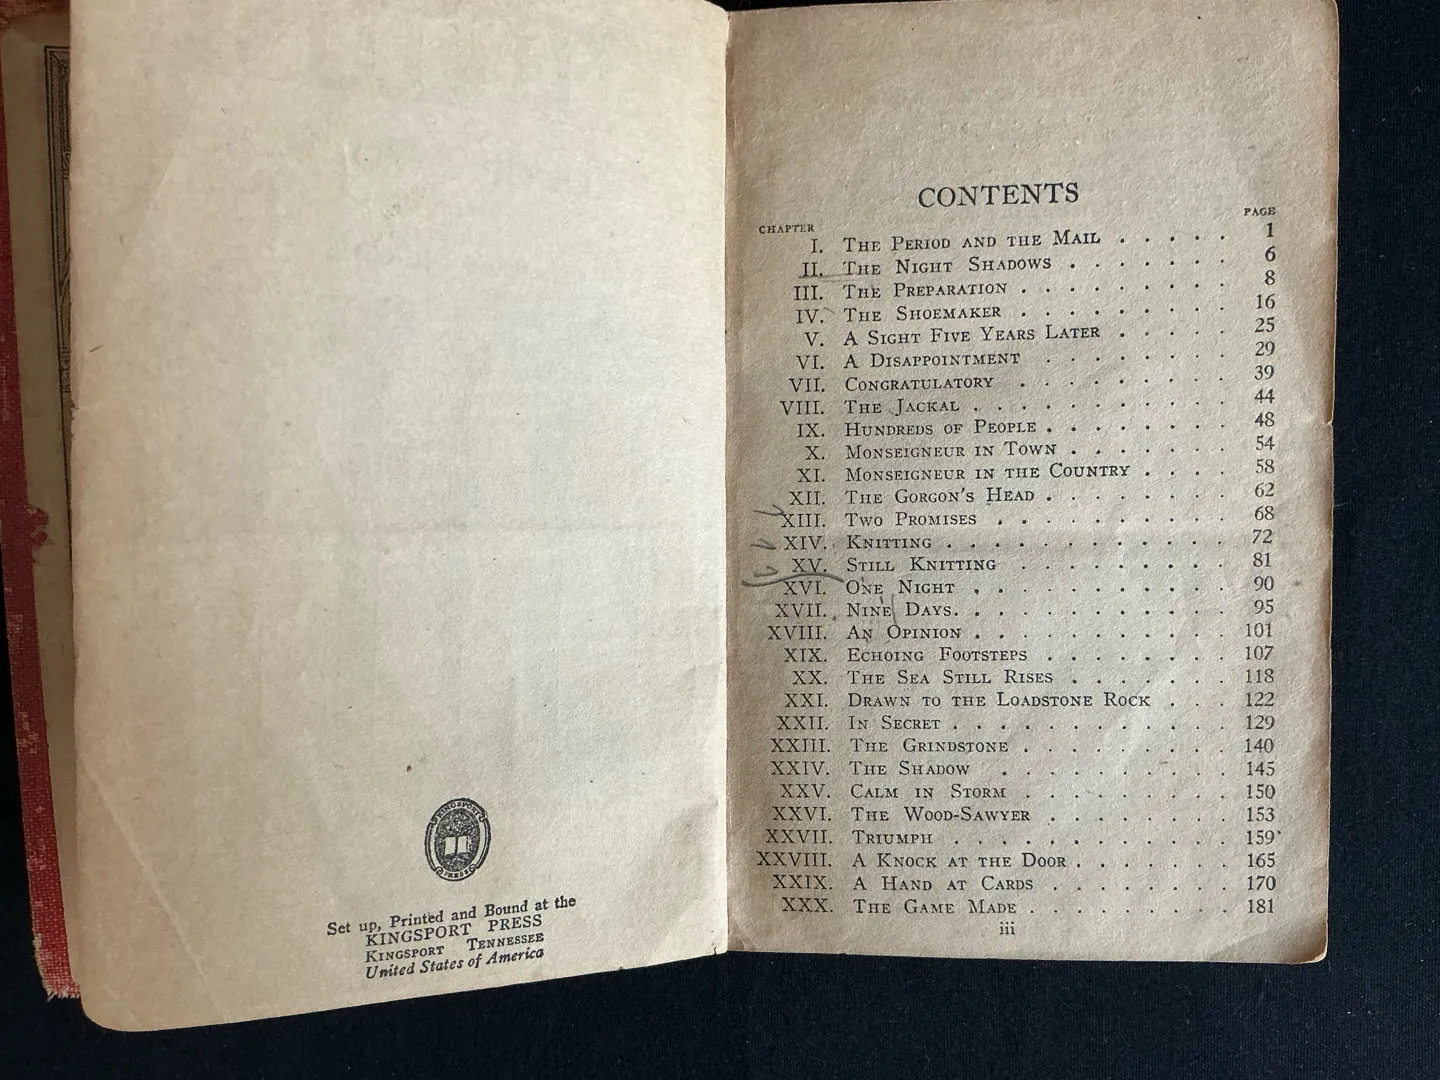 KINGSPORT
PRESS
Set up, Printed and Bound at the
KINGSPORT PRESS
KINGSPORT TENNESSEE
United States of America
CONTENTS
CHAPTER PAGE
I. THE PERIOD AND THE MAIL . . . . . 1
II. THE NIGHT SHADOWS . . . . . . . 6
III. THE PREPARATION . . . . . . . . . 8
IV. THE SHOEMAKER . . . . . . . . . 16
V. A SIGHT FIVE YEARS LATER . . . . . 25
VI. A DISAPPOINTMENT . . . . . . . . 29
VII. CONGRATULATORY . . . . . . . . . 39
VIII. THE JACKAL . . . . . . . . . . . 44
IX. HUNDREDS OF PEOPLE . . . . . . . . 48
X. MONSEIGNEUR IN TOWN . . . . . . . 54
XI. MONSEIGNEUR IN THE COUNTRY . . . . 58
XII. THE GORGON'S HEAD . . . . . . . . 62
XIII. TWO PROMISES . . . . . . . . . . 68
XIV. KNITTING . . . . . . . . . . . . 72
XV. STILL KNITTING . . . . . . . . . 81
XVI. ONE NIGHT . . . . . . . . . . . 90
XVII. NINE DAYS . . . . . . . . . . . . 95
XVIII. AN OPINION . . . . . . . . . . . 101
XIX. ECHOING FOOTSTEPS . . . . . . . . 107
XX. THE SEA STILL RISES . . . . . . . 118
XXI. DRAWN TO THE LOADSTONE ROCK . . . 122
XXII. IN SECRET . . . . . . . . . . . . 129
XXIII. THE GRINDSTONE . . . . . . . . . 140
XXIV. THE SHADOW . . . . . . . . . . 145
XXV. CALM IN STORM . . . . . . . . . 150
XXVI. THE WOOD-SAWYER . . . . . . . . 153
XXVII. TRIUMPH . . . . . . . . . . . . 159
XXVIII. A KNOCK AT THE DOOR . . . . . . . 165
XXIX. A HAND AT CARDS . . . . . . . . 170
XXX. THE GAME MADE . . . . . . . . . 181
iii